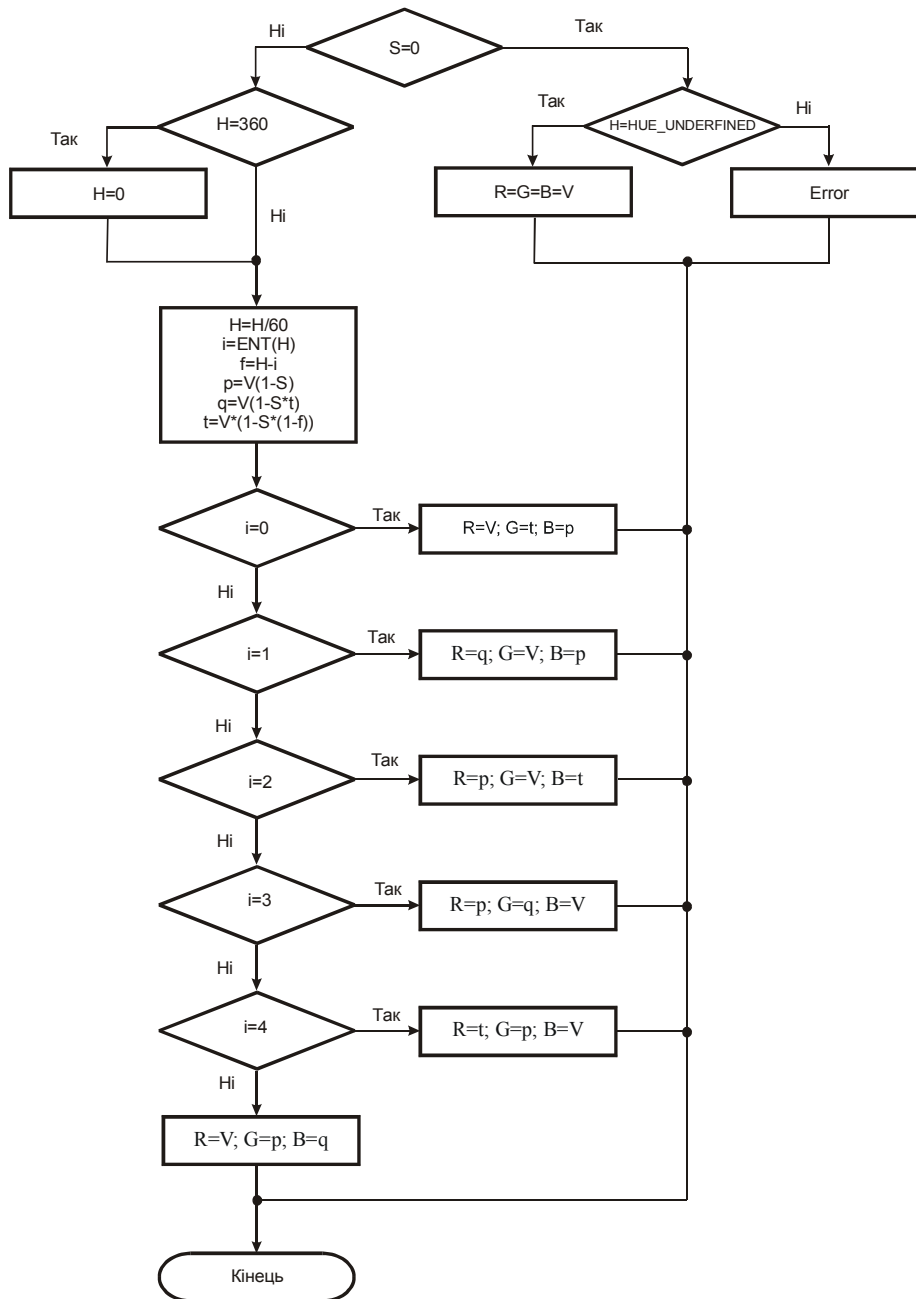 Ні
S=0
Так
H=360
Так
H=HUE_UNDERFINED
Ні
Так
H=0
R=G=B=V
Error
Ні
H=H/60
i=ENT(H)
f=H-i
p=V(1-S)
q=V(1-S*t)
t=V*(1-S*(1-f))
i=0
Так
R=V; G=t; B=p
Ні
i=1
Так
R=q; G=V; B=p
Ні
i=2
Так
R=p; G=V; B=t
Ні
i=3
Так
R=p; G=q; B=V
Ні
i=4
Так
R=t; G=p; B=V
Ні
R=V; G=p; B=q
Кінець